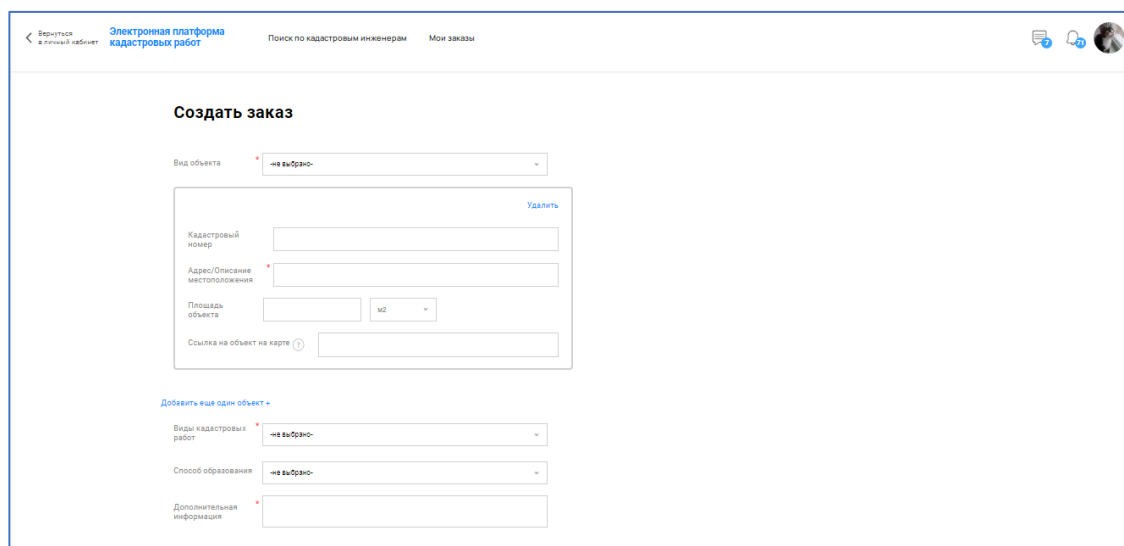 Вернуться
в личный кабинет
Электронная платформа
кадастровых работ
Поиск по кадастровым инженерам
Мои заказы
7
71
Создать заказ
Вид объекта * -не выбрано-
Удалить
Кадастровый
номер
Адрес/Описание *
местоположения
Площадь
объекта
м2
Ссылка на объект на карте ?
Добавить еще один объект +
Виды кадастровых *
работ
-не выбрано-
Способ образования -не выбрано-
Дополнительная *
информация